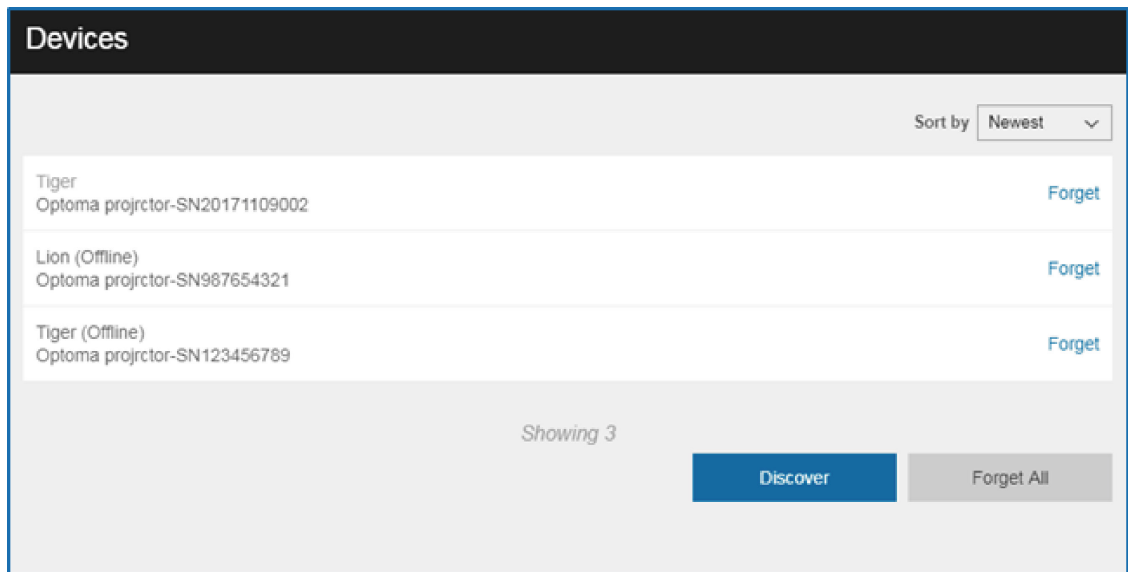 Devices
Sort by Newest
Tiger
Optoma projrctor-SN20171109002
Forget
Lion (Offline)
Optoma projrctor-SN987654321
Forget
Tiger (Offline)
Optoma projrctor-SN123456789
Forget
Showing 3
Discover Forget All